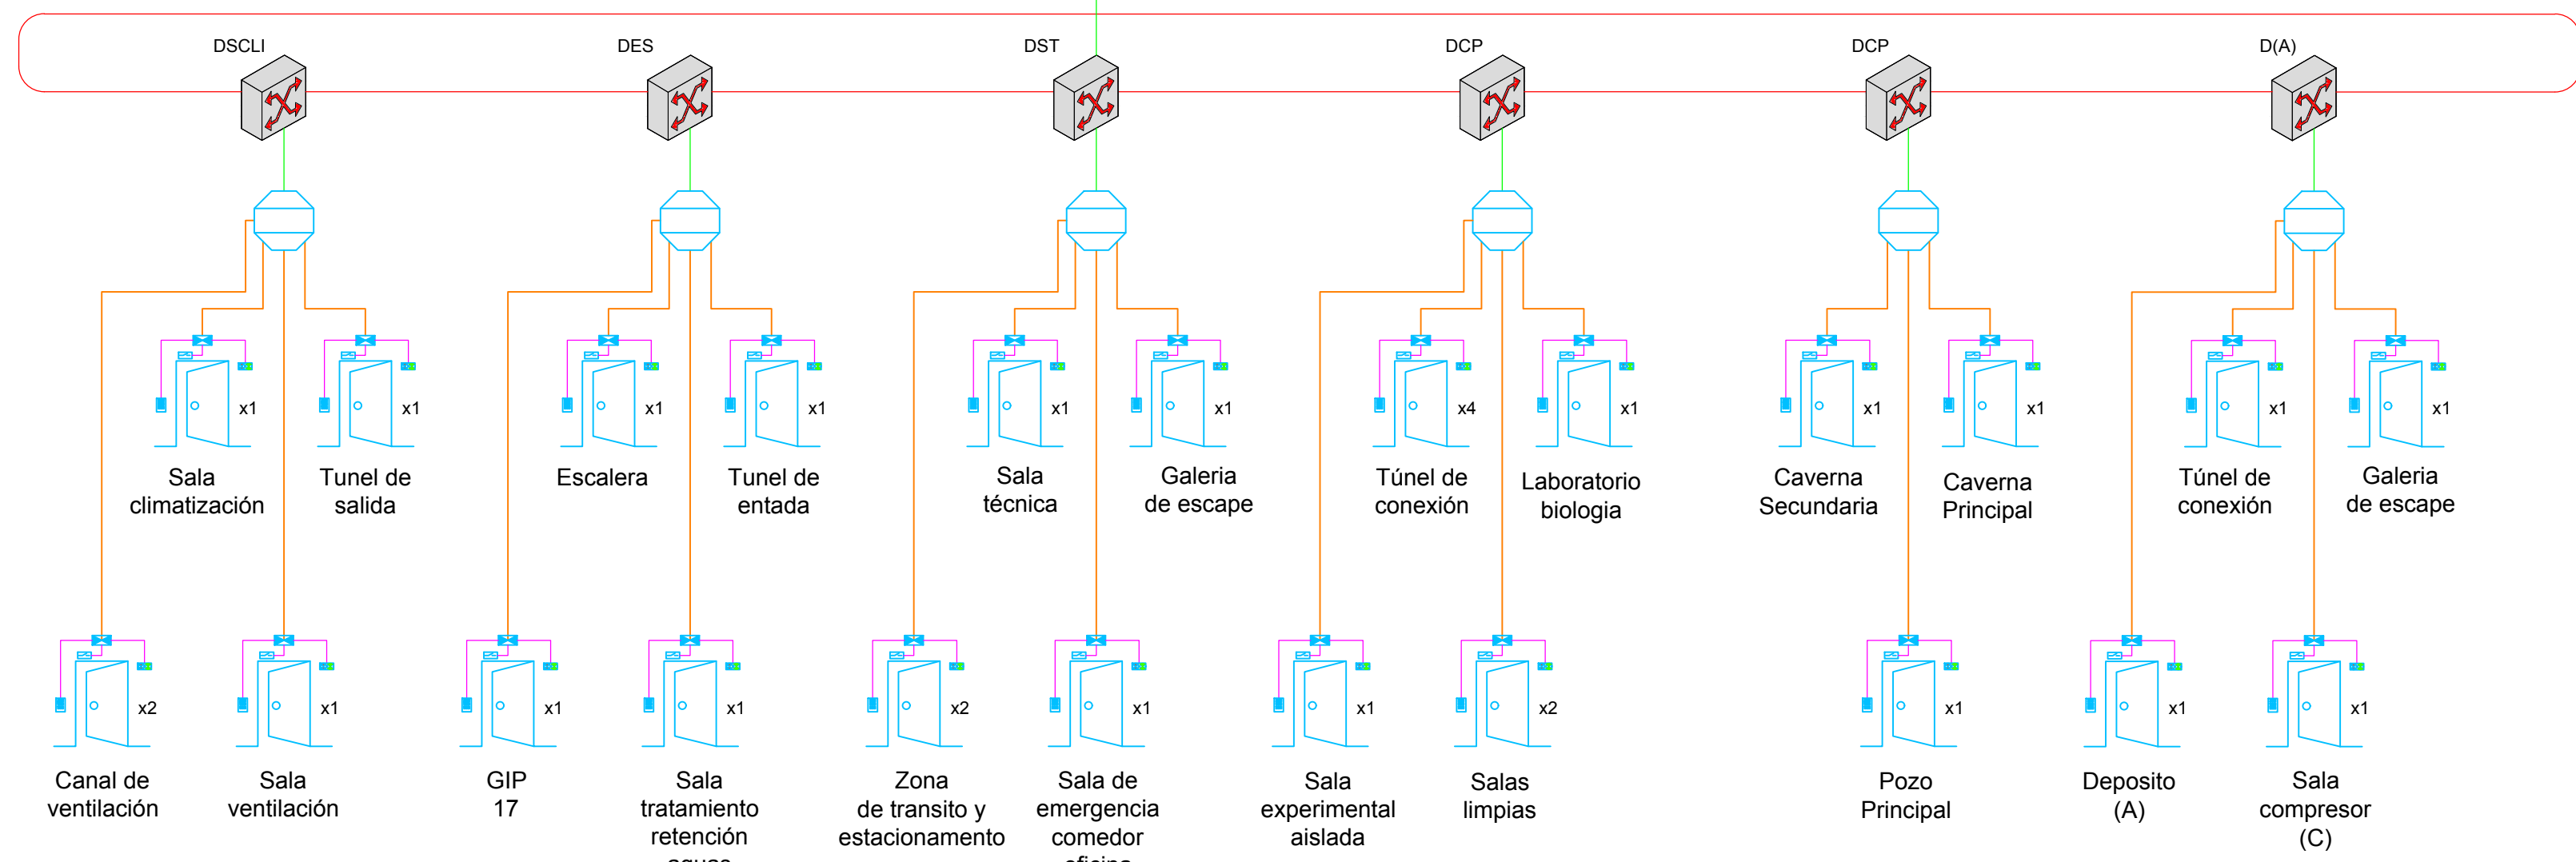 DSCLI
DES
DST
DCP
DCP
D(A)
x1
x1
x1
x1
x1
x1
x4
x1
x1
x1
x1
x1
Sala
climatización
Tunel de
salida
Escalera
Tunel de
entada
Sala
técnica
Galeria
de escape
Túnel de
conexión
Laboratorio
biologia
Caverna
Secundaria
Caverna
Principal
Túnel de
conexión
Galeria
de escape
x2
x1
x1
x1
x2
x1
x1
x2
x1
x1
x1
Canal de
ventilación
Sala
ventilación
GIP
17
Sala
tratamiento
retención
aguas
Zona
de transito y
estacionamento
Sala de
emergencia
comedor
oficina
Sala
experimental
aislada
Salas
limpias
Pozo
Principal
Deposito
(A)
Sala
compresor
(C)